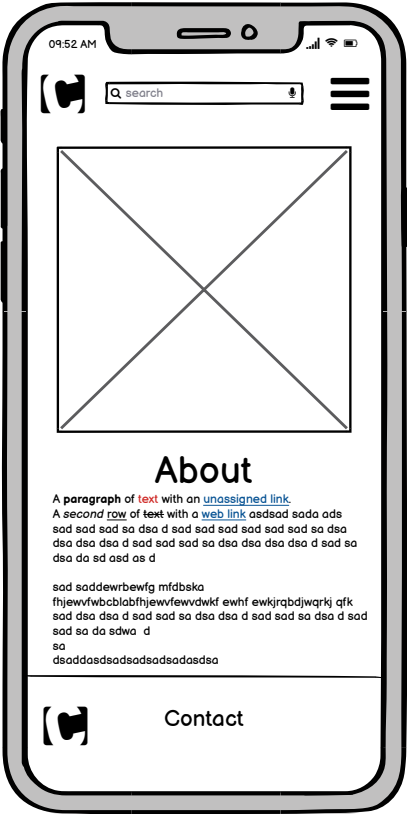 09:52 AM
C
search
About
A paragraph of text with an unassigned link.
A second row of text with a web link asdsad sada ads
sad sad sad sa dsa d sad sad sad sad sad sad sa dsa
dsa dsa dsa d sad sad sad sa dsa dsa dsa dsa d sad sa
dsa da sd asd as d
sad saddewrbewfg mfdbska
fhjewvfwbcblabfhjewvfewvdwkf ewhf ewkjrqbdjwqrkj qfk
sad dsa dsa d sad sad sa dsa dsa d sad sad sa dsa d sad
sad sa da sdwa  d
sa
dsaddasdsadsadsadsadasdsa
C
Contact